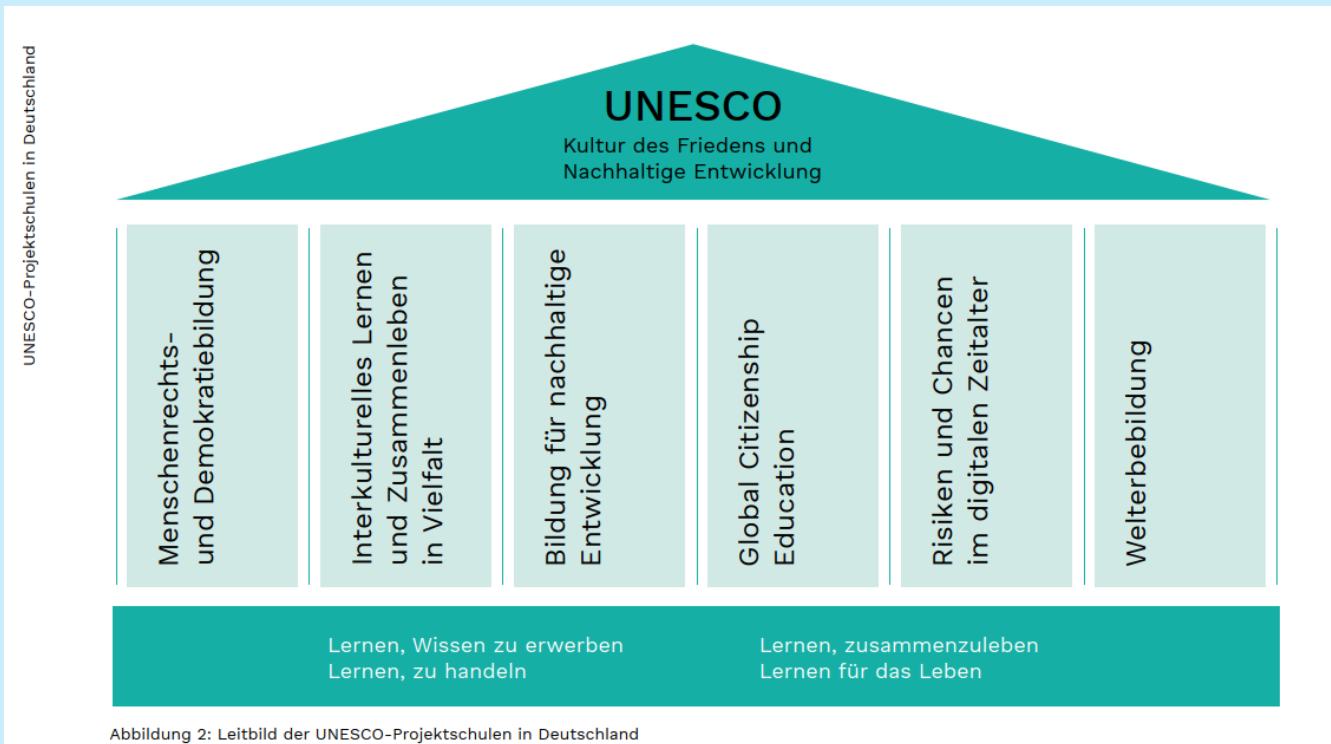 UNESCO-Projektschulen in Deutschland
UNESCO
Kultur des Friedens und
Nachhaltige Entwicklung
Menschenrechts-
und Demokratiebildung
Interkulturelles Lernen
und Zusammenleben
in Vielfalt
Bildung für nachhaltige
Entwicklung
Global Citizenship
Education
Risiken und Chancen
im digitalen Zeitalter
Welterbebildung
Lernen, Wissen zu erwerben
Lernen, zu handeln
Lernen, zusammenzuleben
Lernen für das Leben
Abbildung 2: Leitbild der UNESCO-Projektschulen in Deutschland